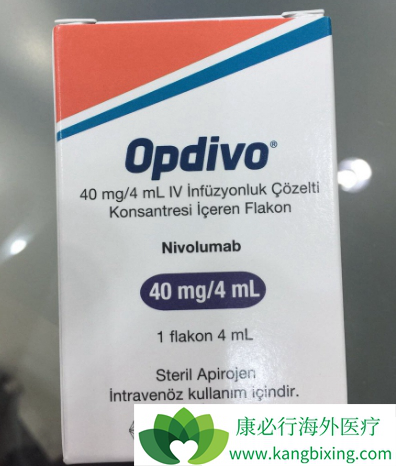 Opdivo®
40 mg/4 mL IV İnfüzyonluk Çözelti
Konsantresi İçeren Flakon
Nivolumab
40 mg/4 mL
1 flakon 4 mL
Steril Apirojen
İntravenöz kullanım içindir.
康必行海外医疗
www.kangbixing.com